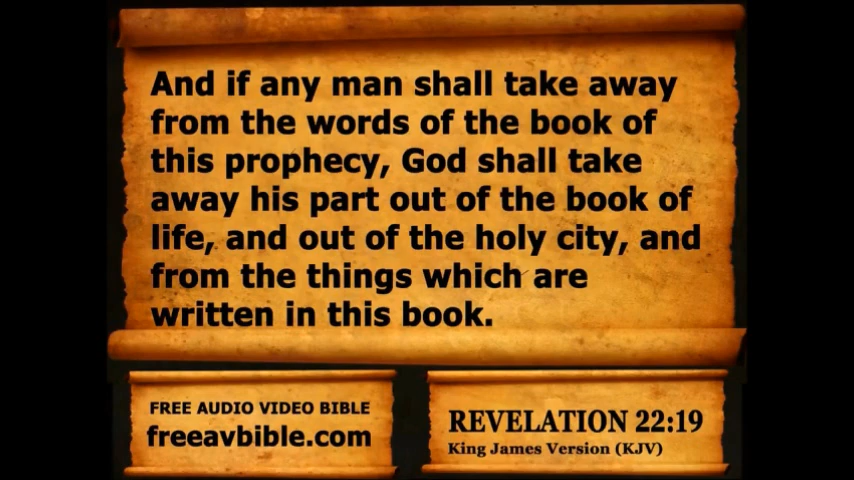 And if any man shall take away
from the words of the book of
this prophecy, God shall take
away his part out of the book of
life, and out of the holy city, and
from the things which are
written in this book.
FREE AUDIO VIDEO BIBLE
freeavbible.com
REVELATION 22:19
King James Version (KJV)